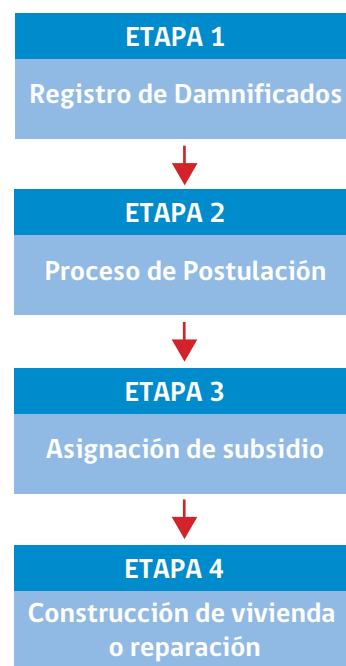 ETAPA 1
Registro de Damnificados
ETAPA 2
Proceso de Postulación
ETAPA 3
Asignación de subsidio
ETAPA 4
Construcción de vivienda
o reparación